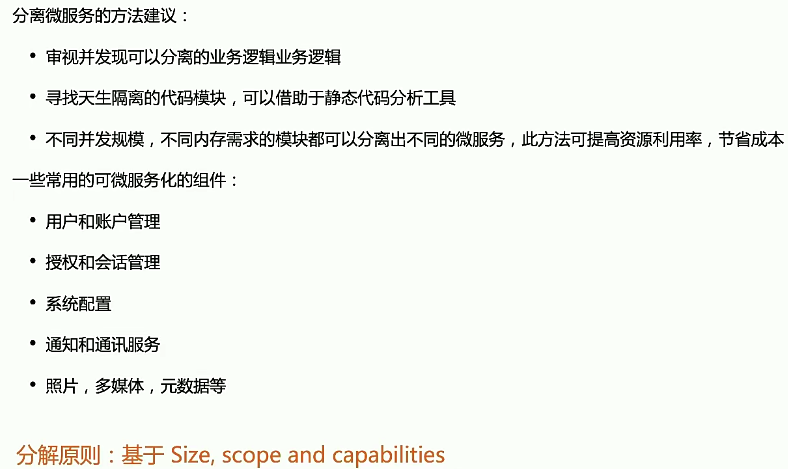 分离微服务的方法建议：
• 审视并发现可以分离的业务逻辑业务逻辑
• 寻找天生隔离的代码模块，可以借助于静态代码分析工具
• 不同并发规模，不同内存需求的模块都可以分离出不同的微服务，此方法可提高资源利用率，节省成本
一些常用的可微服务化的组件：
• 用户和账户管理
• 授权和会话管理
• 系统配置
• 通知和通讯服务
• 照片，多媒体，元数据等
分解原则：基于 Size, scope and capabilities